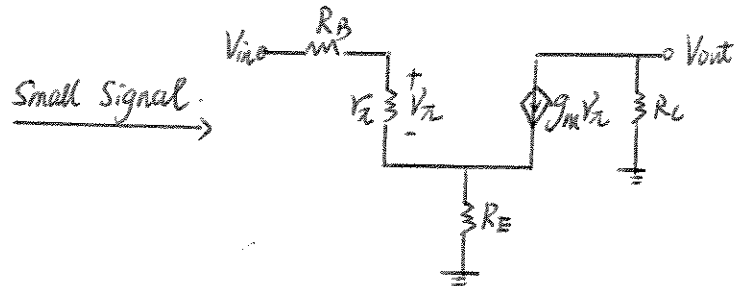 Small Signal.
Vin
RB
rπ
+
Vπ
-
gmVπ
Vout
RC
RE